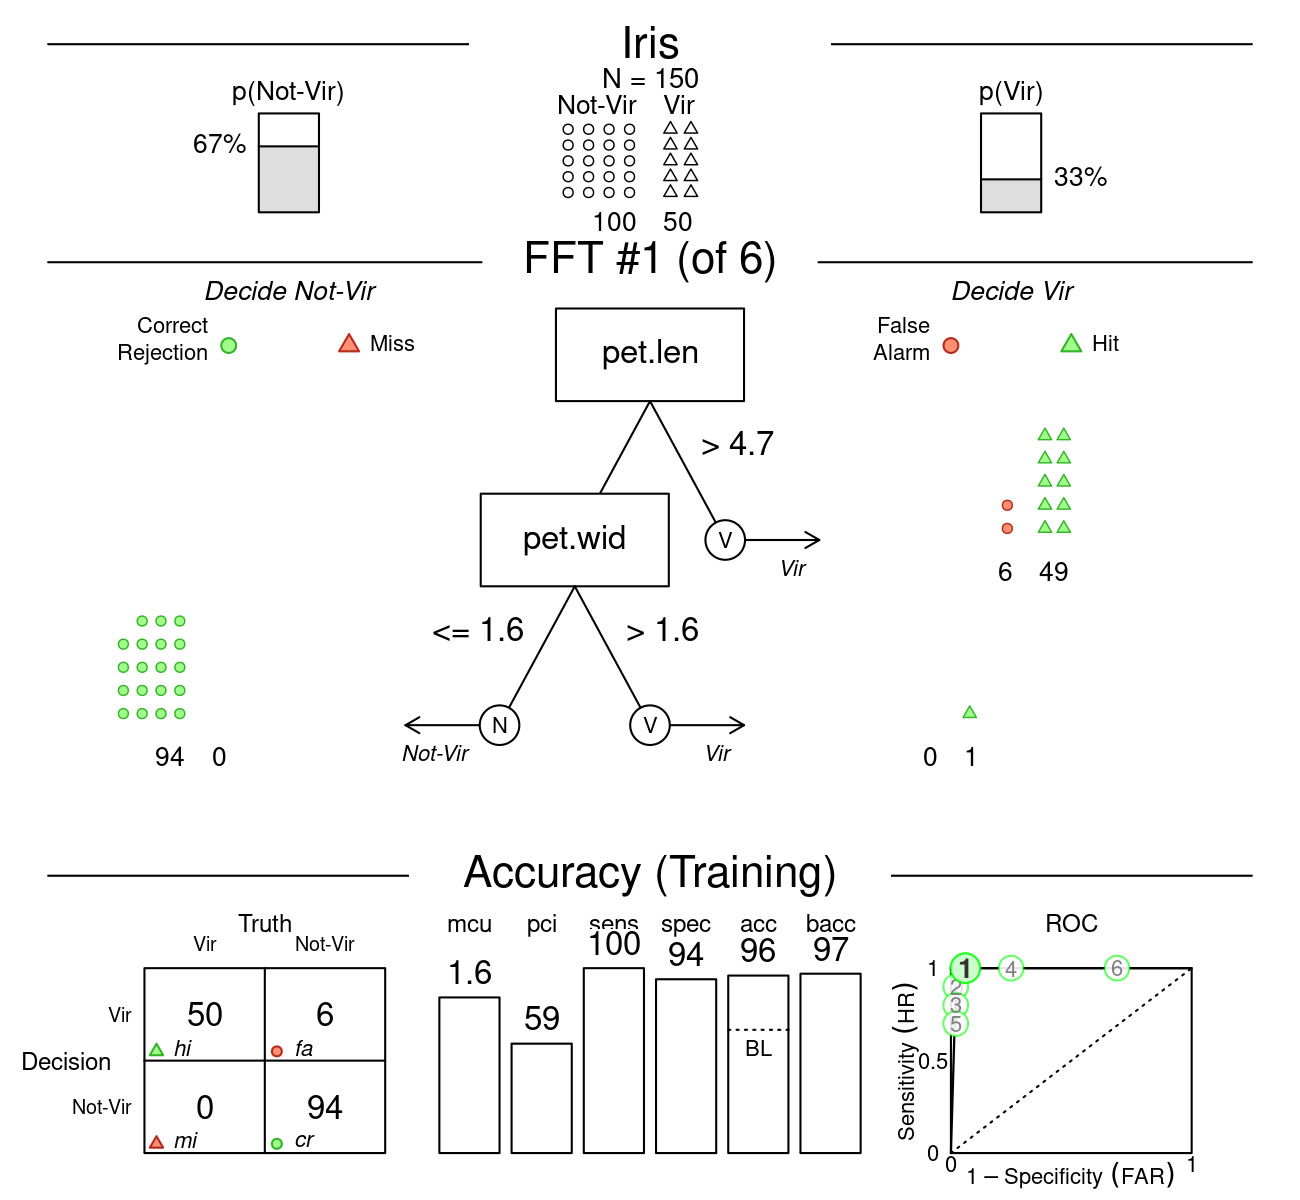 Iris
N = 150
p(Not-Vir)
Not-Vir Vir
p(Vir)
67%
33%
100 50
FFT #1 (of 6)
Decide Not-Vir
Decide Vir
Correct
Rejection
Miss
False
Alarm
Hit
pet.len
> 4.7
pet.wid
V
Vir
6 49
<= 1.6
> 1.6
N
V
Not-Vir
Vir
94 0
0 1
Accuracy (Training)
Truth
Vir Not-Vir
Decision
Vir
50
hi
6
fa
Not-Vir
0
mi
94
cr
mcu pci sens spec acc bacc
1.6 59 100 94 96 97
BL
ROC
1
1
4
6
2
3
5
0.5
0
Sensitivity (HR)
0
1
1 – Specificity (FAR)